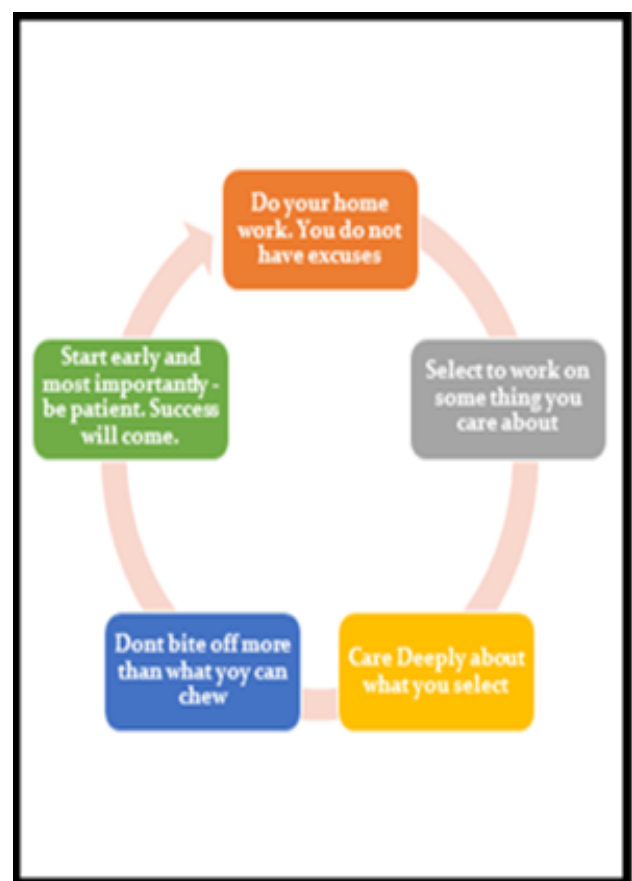 Do your home
work. You do not
have excuses
Select to work on
some thing you
care about
Care Deeply about
what you select
Dont bite off more
than what yoy can
chew
Start early and
most importantly -
be patient. Success
will come.